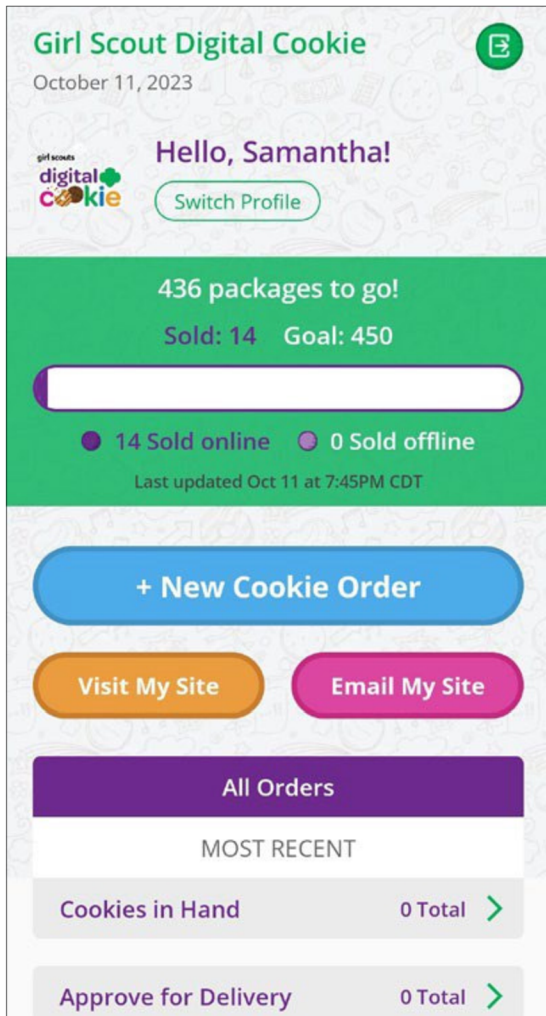 Girl Scout Digital Cookie
October 11, 2023
girl scouts
digital
cookie
Hello, Samantha!
Switch Profile
436 packages to go!
Sold: 14 Goal: 450
14 Sold online 0 Sold offline
Last updated Oct 11 at 7:45PM CDT
+ New Cookie Order
Visit My Site Email My Site
All Orders
MOST RECENT
Cookies in Hand 0 Total
Approve for Delivery 0 Total